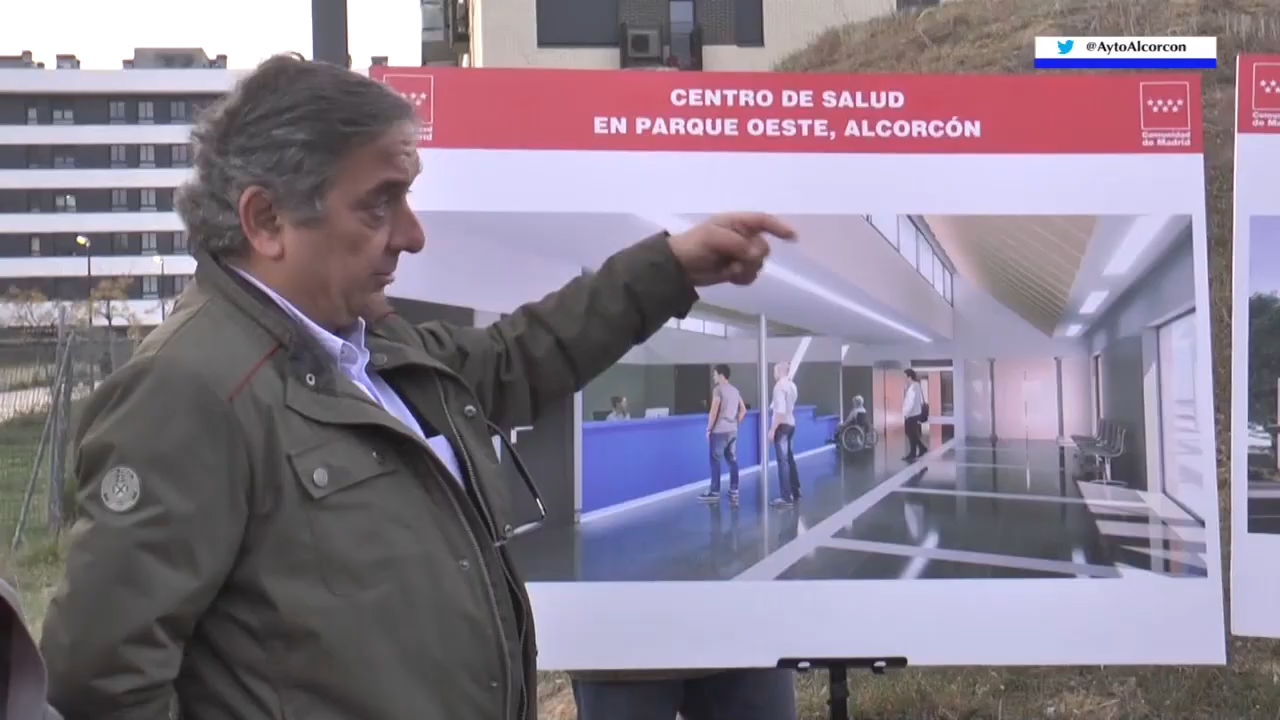 @AytoAlcorcon
CENTRO DE SALUD
EN PARQUE OESTE, ALCORCÓN
Comunidad
de Madrid